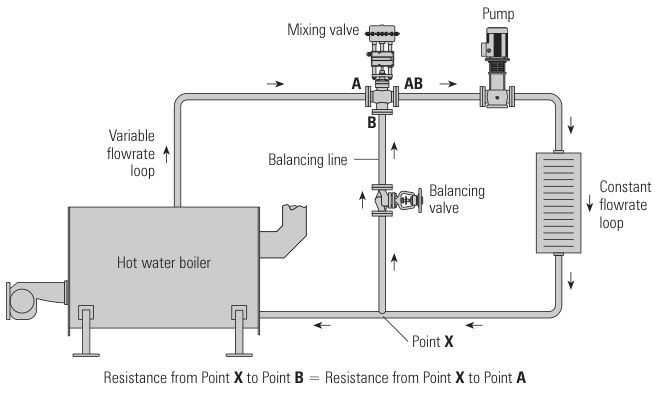 Pump
Mixing valve
A
AB
B
Variable
flowrate
loop
Balancing line
Balancing
valve
Constant
flowrate
loop
Hot water boiler
Point X
Resistance from Point X to Point B = Resistance from Point X to Point A